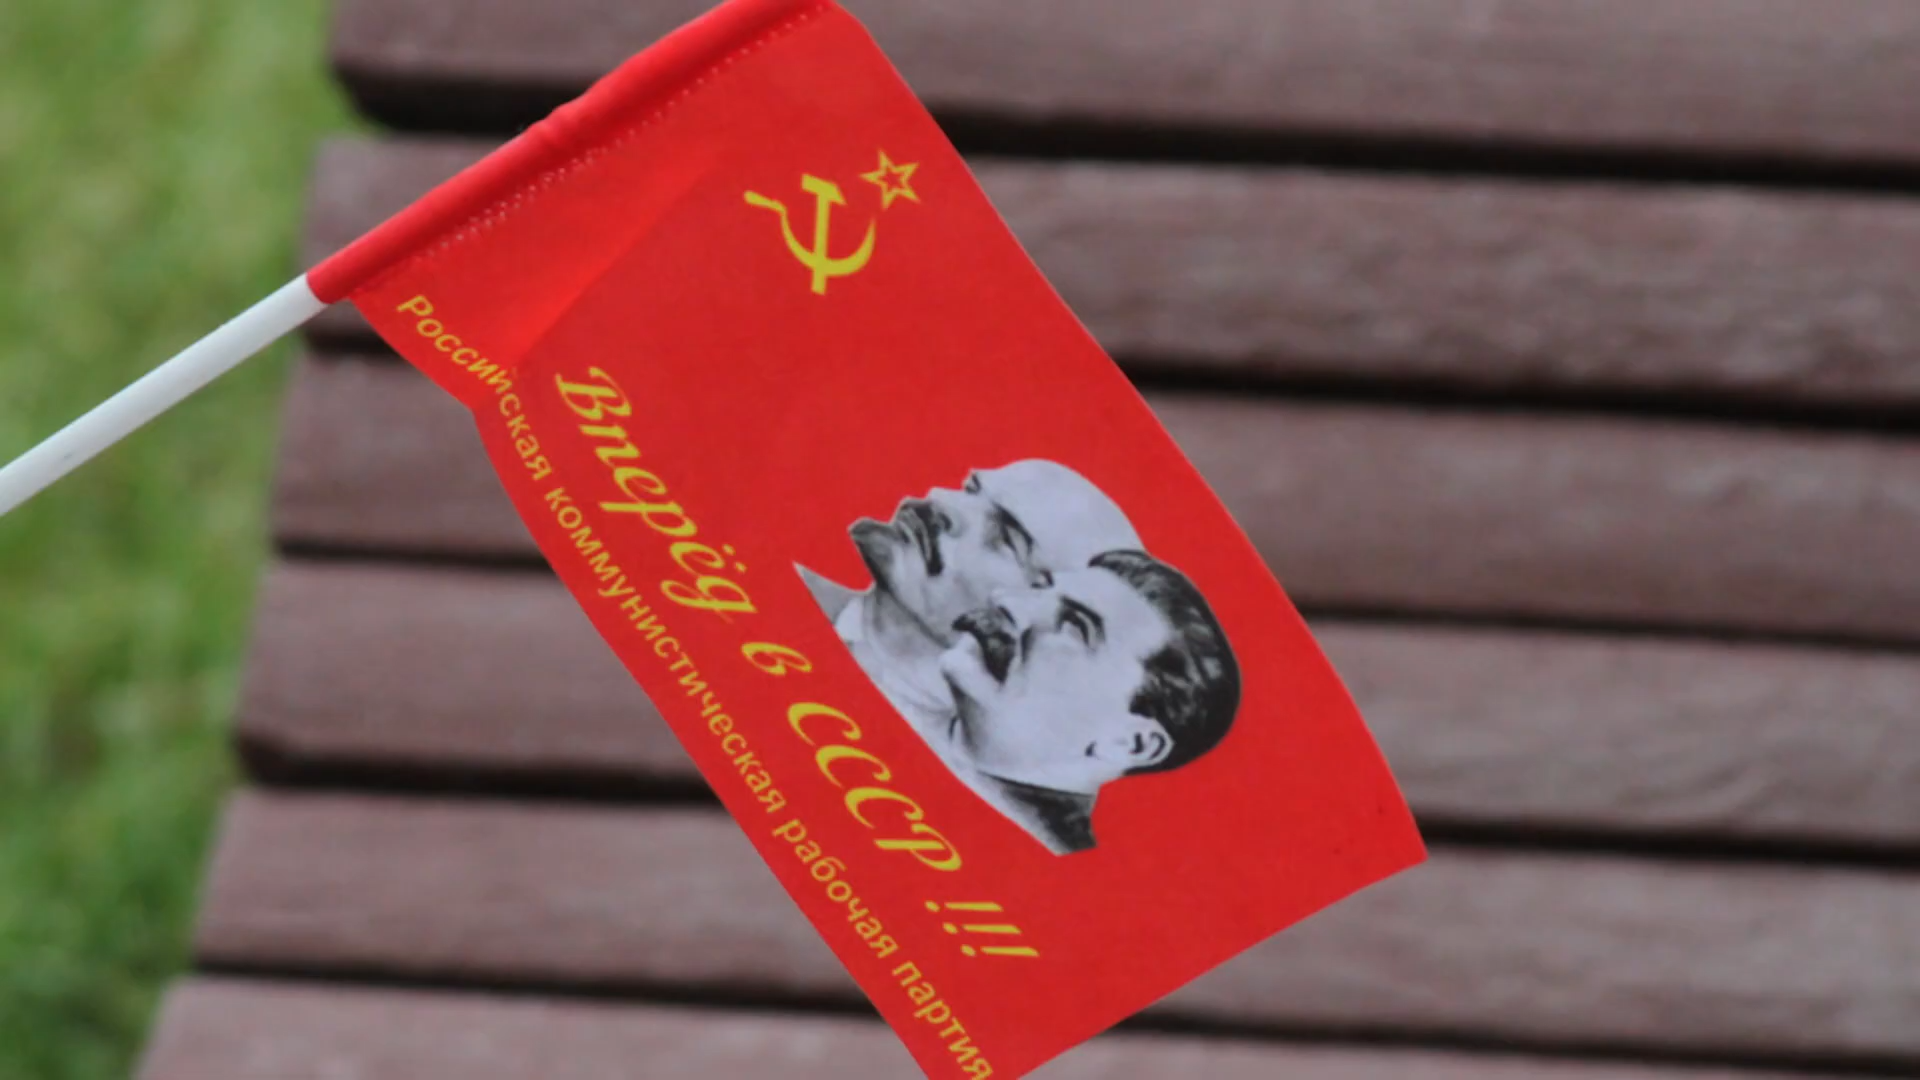 Вперёд в СССР !!!
Российская коммунистическая рабочая партия